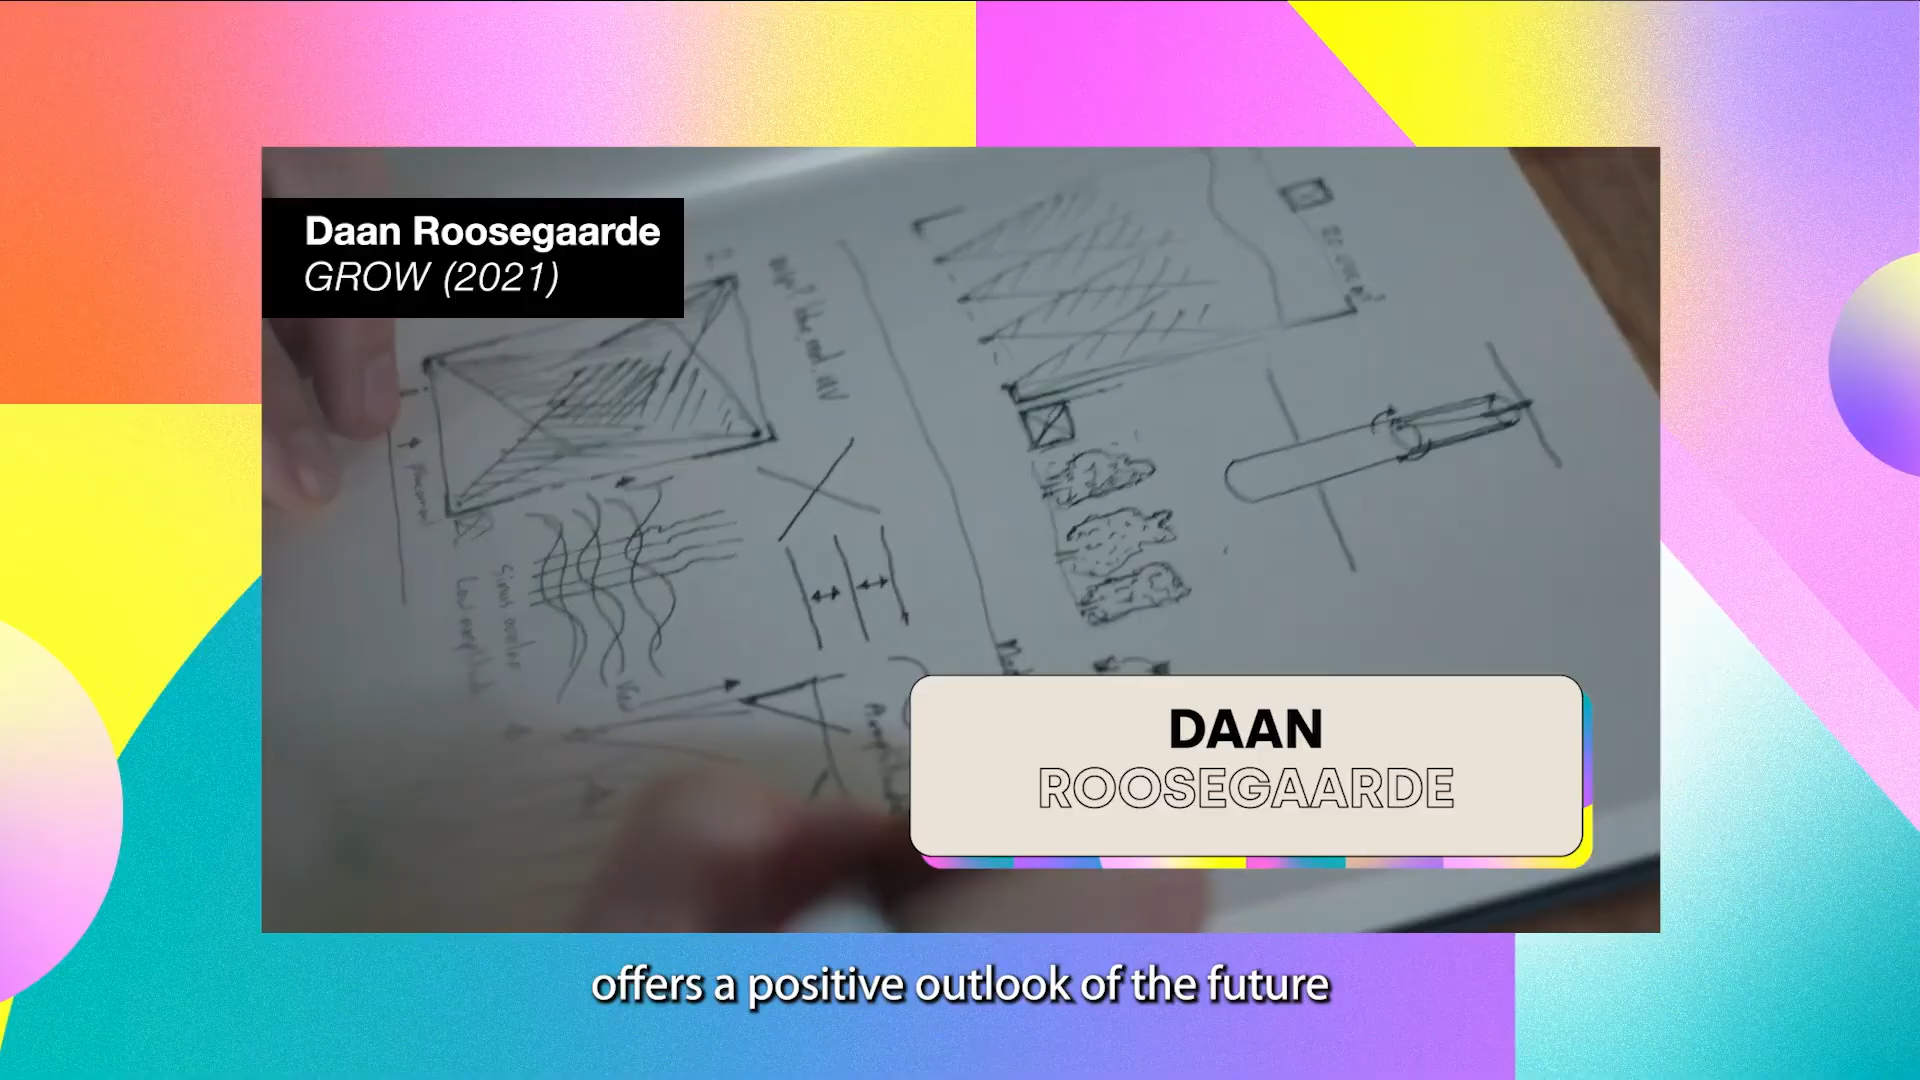 Daan Roosegaarde
GROW (2021)
DAAN
ROOSEGAARDE
offers a positive outlook of the future